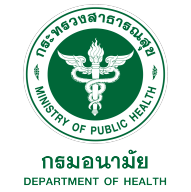 กระทรวงสาธารณสุข
MINISTRY OF PUBLIC HEALTH
กรมอนามัย
DEPARTMENT OF HEALTH